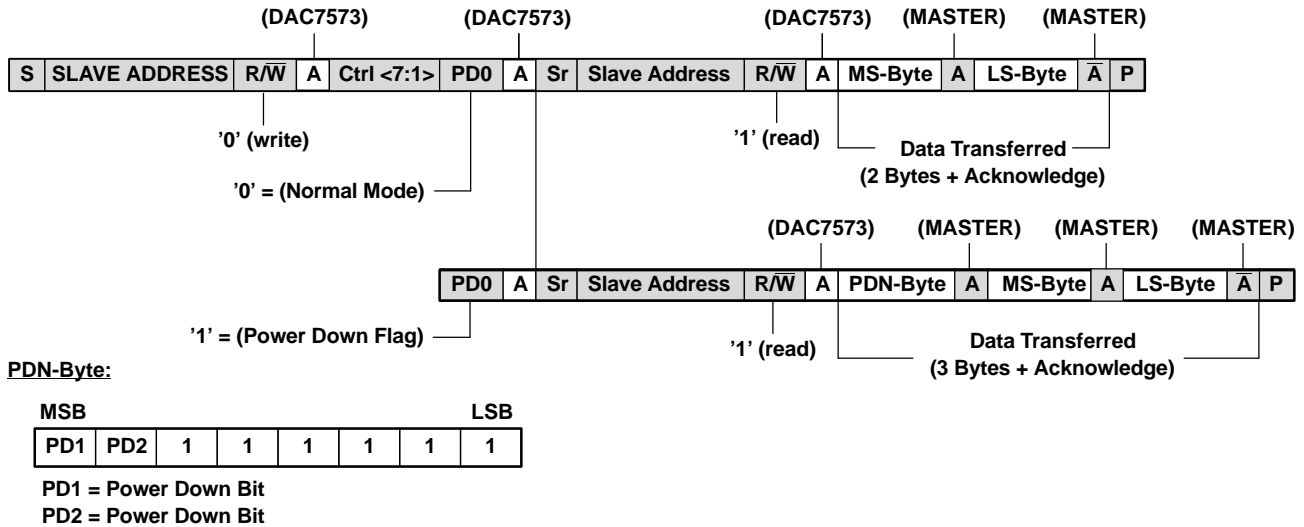 (DAC7573) (DAC7573) (DAC7573) (MASTER) (MASTER)
S SLAVE ADDRESS R/W̅ A Ctrl <7:1> PD0 A Sr Slave Address R/W̅ A MS-Byte A LS-Byte A̅ P
’0’ (write) ’1’ (read) Data Transferred
(2 Bytes + Acknowledge)
’0’ = (Normal Mode)
(DAC7573) (MASTER) (MASTER) (MASTER)
PD0 A Sr Slave Address R/W̅ A PDN-Byte A MS-Byte A LS-Byte A̅ P
’1’ = (Power Down Flag) ’1’ (read) Data Transferred
(3 Bytes + Acknowledge)
PDN-Byte:
MSB LSB
PD1 PD2 1 1 1 1 1 1
PD1 = Power Down Bit
PD2 = Power Down Bit